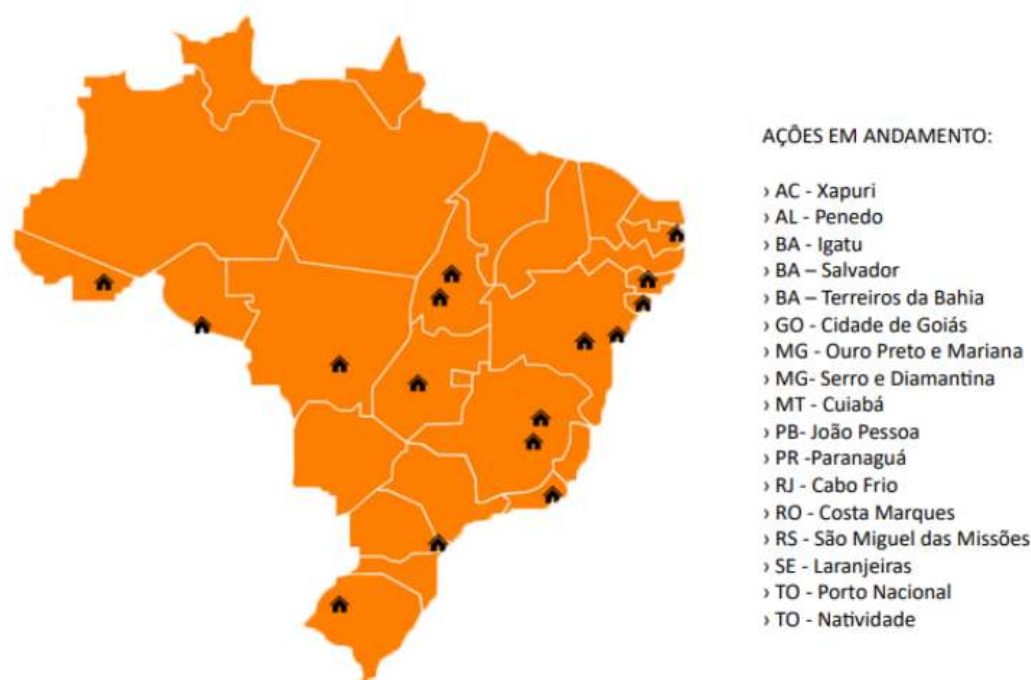 AÇÕES EM ANDAMENTO:
› AC - Xapuri
› AL - Penedo
› BA - Igatu
› BA – Salvador
› BA – Terreiros da Bahia
› GO - Cidade de Goiás
› MG - Ouro Preto e Mariana
› MG- Serro e Diamantina
› MT - Cuiabá
› PB- João Pessoa
› PR -Paranaguá
› RJ - Cabo Frio
› RO - Costa Marques
› RS - São Miguel das Missões
› SE - Laranjeiras
› TO - Porto Nacional
› TO - Natividade